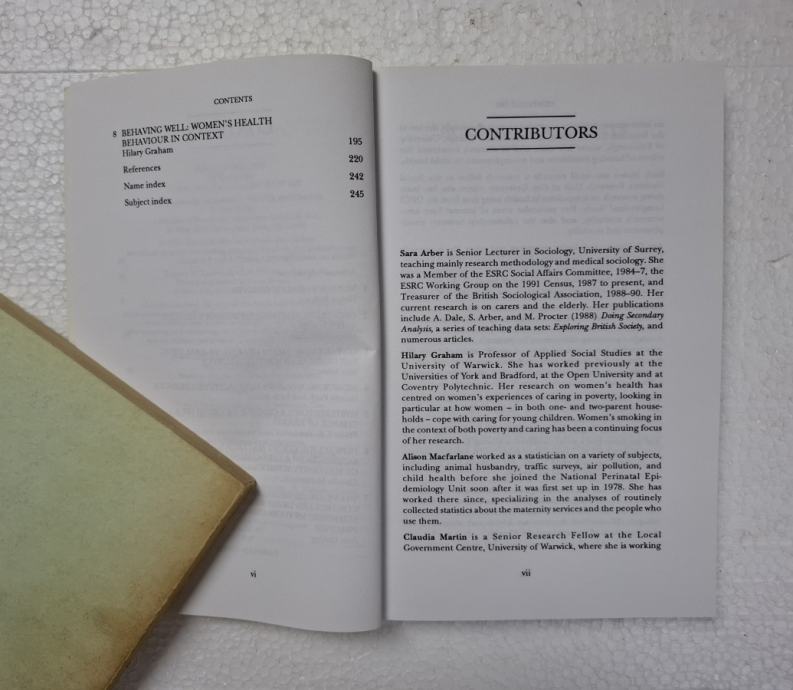 CONTENTS
8 BEHAVING WELL: WOMEN'S HEALTH
BEHAVIOUR IN CONTEXT
Hilary Graham 195
References 220
Name index 242
Subject index 245
vi
CONTRIBUTORS
Sara Arber is Senior Lecturer in Sociology, University of Surrey,
teaching mainly research methodology and medical sociology. She
was a Member of the ESRC Social Affairs Committee, 1984–7, the
ESRC Working Group on the 1991 Census, 1987 to present, and
Treasurer of the British Sociological Association, 1988–90. Her
current research is on carers and the elderly. Her publications
include A. Dale, S. Arber, and M. Procter (1988) Doing Secondary
Analysis, a series of teaching data sets: Exploring British Society, and
numerous articles.
Hilary Graham is Professor of Applied Social Studies at the
University of Warwick. She has worked previously at the
Universities of York and Bradford, at the Open University and at
Coventry Polytechnic. Her research on women's health has
centred on women's experiences of caring in poverty, looking in
particular at how women – in both one- and two-parent house-
holds – cope with caring for young children. Women's smoking in
the context of both poverty and caring has been a continuing focus
of her research.
Alison Macfarlane worked as a statistician on a variety of subjects,
including animal husbandry, traffic surveys, air pollution, and
child health before she joined the National Perinatal Epi-
demiology Unit soon after it was first set up in 1978. She has
worked there since, specializing in the analyses of routinely
collected statistics about the maternity services and the people who
use them.
Claudia Martin is a Senior Research Fellow at the Local
Government Centre, University of Warwick, where she is working
vii